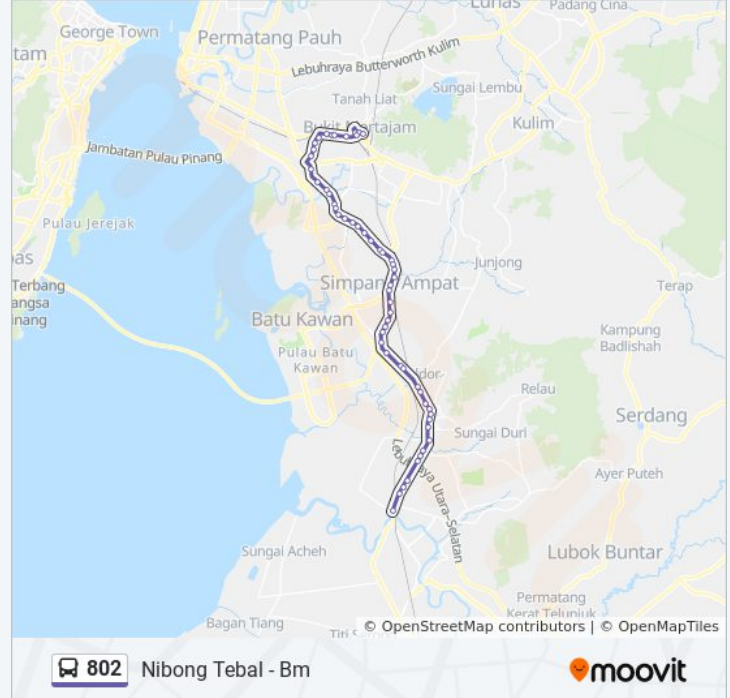 Lunas
Padang Cina
George Town
Permatang Pauh
Lebuhraya Butterworth Kulim
Tanah Liat
Sungai Lembu
Kulim
Jambatan Pulau Pinang
Pulau Jerejak
Junjong
Simpang Ampat
Terap
Terbang
Batu Kawan
Kampung
Badlishah
Pulau Batu
Kawan
Relau
Serdang
Sungai Duri
Ayer Puteh
Lebuhraya Utara-Selatan
Sungai Acheh
Lubok Buntar
Permatang
Kerat Telunjuk
Bagan Tiang
© OpenStreetMap contributors | © OpenMapTiles
802 Nibong Tebal - Bm
moovit